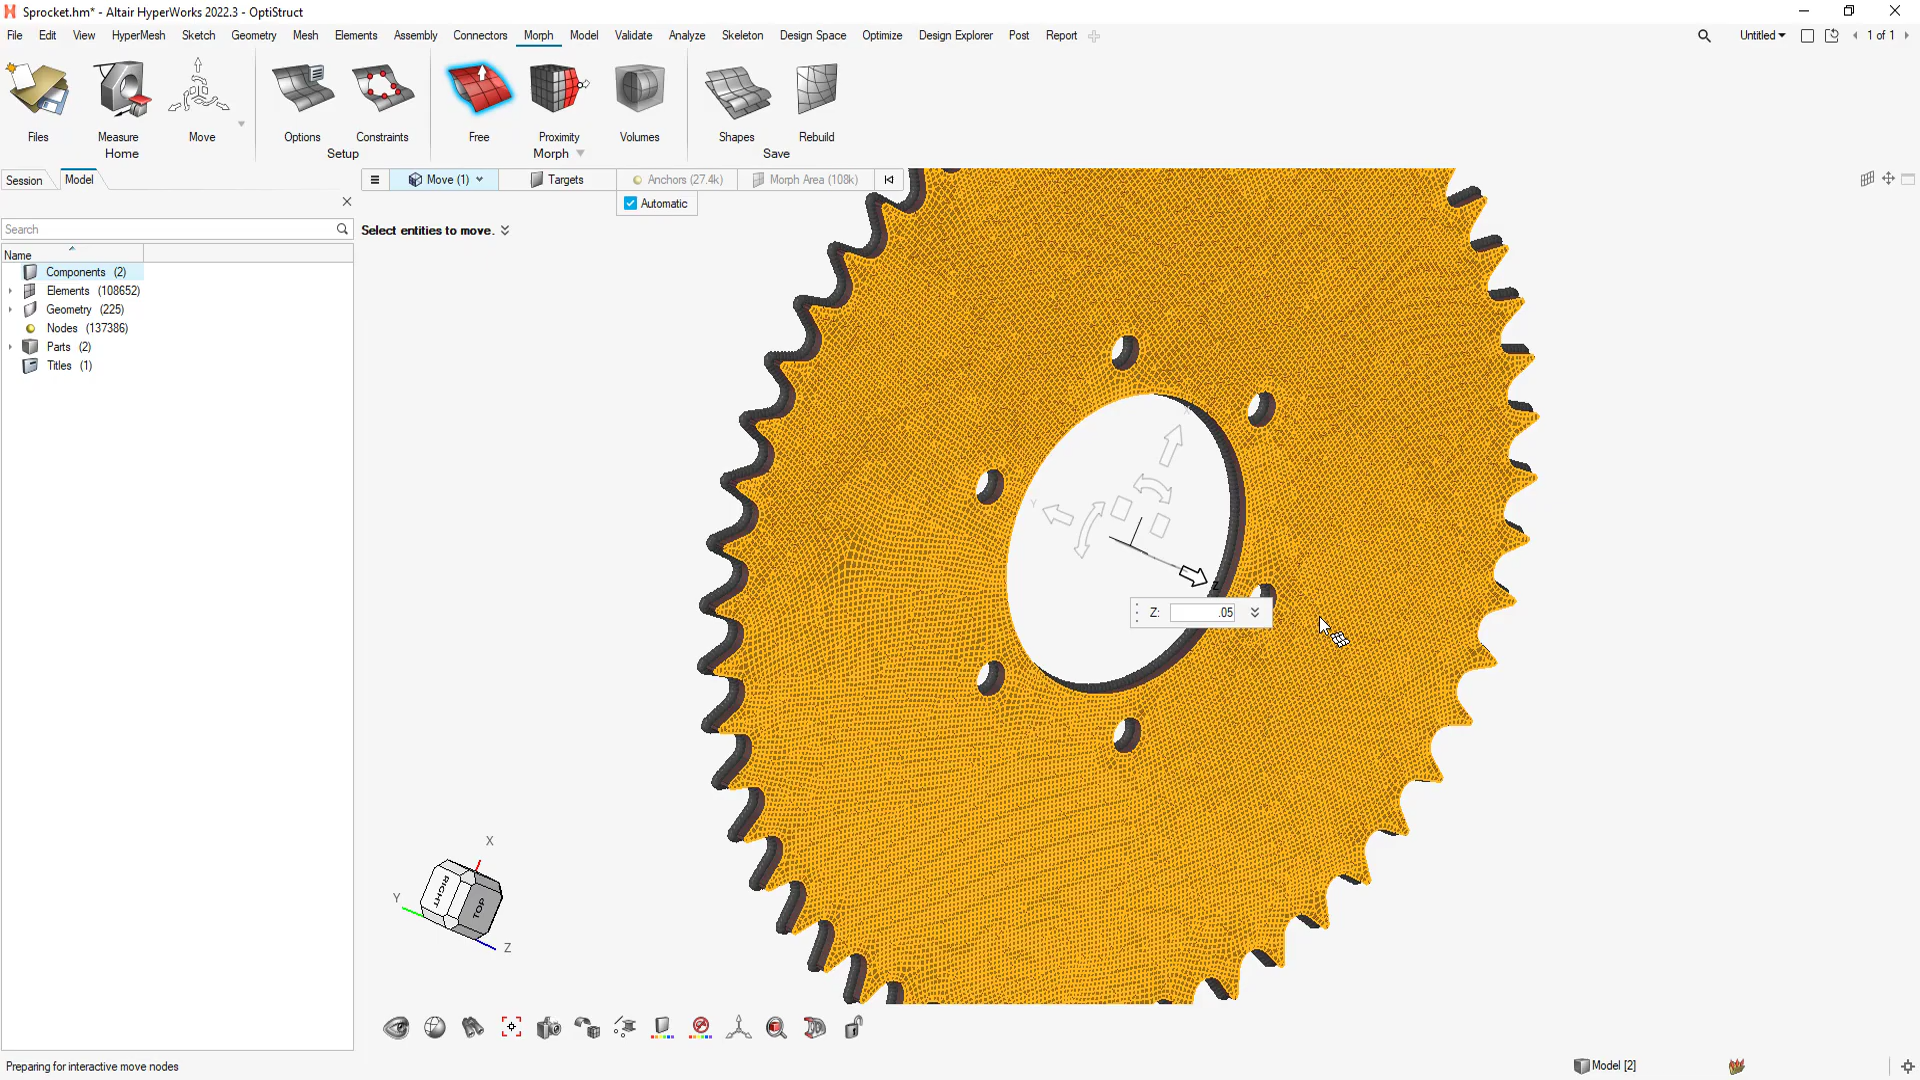 Sprocket.hm* - Altair HyperWorks 2022.3 - OptiStruct
File Edit View HyperMesh Sketch Geometry Mesh Elements Assembly Connectors Morph Model Validate Analyze Skeleton Design Space Optimize Design Explorer Post Report Untitled 1 of 1
Files Measure Move Options Constraints Free Proximity Volumes Shapes Rebuild
Home Setup Morph Save
Session Model Move (1) Targets Anchors (27.4k) Morph Area (108k)
Automatic
Search
Select entities to move.
Name
Components (2)
Elements (108652)
Geometry (225)
Nodes (137386)
Parts (2)
Titles (1)
Z: .05
X
Y
Z
RIGHT
TOP
Preparing for interactive move nodes
Model [2]